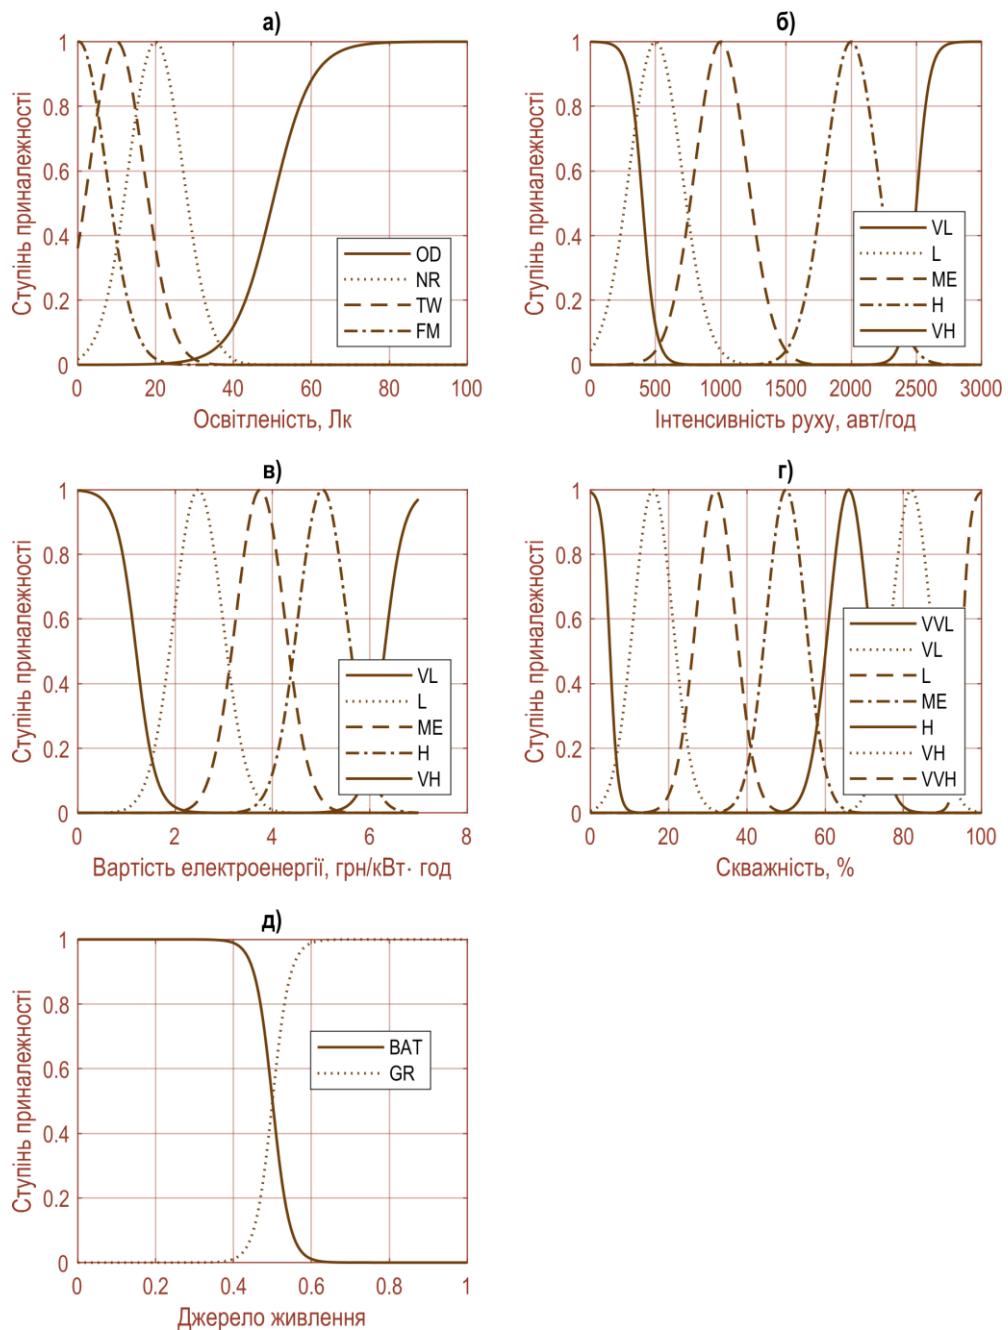 а)
Ступінь приналежності
1
0.8
0.6
0.4
0.2
0
OD
NR
TW
FM
0 20 40 60 80 100
Освітленість, Лк
б)
Ступінь приналежності
1
0.8
0.6
0.4
0.2
0
VL
L
ME
H
VH
0 500 1000 1500 2000 2500 3000
Інтенсивність руху, авт/год
в)
Ступінь приналежності
1
0.8
0.6
0.4
0.2
0
VL
L
ME
H
VH
0 2 4 6 8
Вартість електроенергії, грн/кВт· год
г)
Ступінь приналежності
1
0.8
0.6
0.4
0.2
0
VVL
VL
L
ME
H
VH
VVH
0 20 40 60 80 100
Скважність, %
д)
Ступінь приналежності
1
0.8
0.6
0.4
0.2
0
BAT
GR
0 0.2 0.4 0.6 0.8 1
Джерело живлення